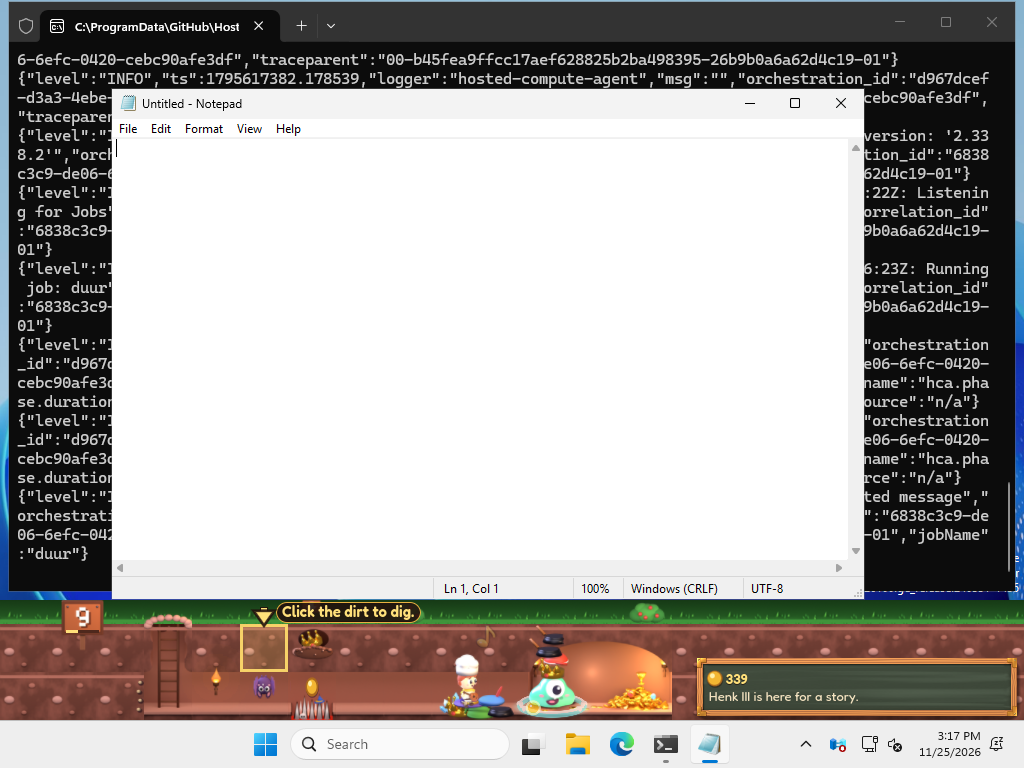 C:\ProgramData\GitHub\Host
6-6efc-0420-cebc90afe3df","traceparent":"00-b45fea9ffcc17aef628825b2ba498395-26b9b0a6a62d4c19-01"}
{"level":"INFO","ts":1795617382.178539,"logger":"hosted-compute-agent","msg":"","orchestration_id":"d967dcef
-d3a3-4ebe- cebc90afe3df",
"traceparen
{"level":"I version: '2.33
8.2'","orch tion_id":"6838
c3c9-de06-6 62d4c19-01"}
{"level":"I :22Z: Listenin
g for Jobs" orrelation_id"
:"6838c3c9- 9b0a6a62d4c19-
01"}
{"level":"I 6:23Z: Running
job: duur" orrelation_id"
:"6838c3c9- 9b0a6a62d4c19-
01"}
{"level":"I "orchestration
_id":"d967d e06-6efc-0420-
cebc90afe3d name":"hca.pha
se.duration ource":"n/a"}
{"level":"I "orchestration
_id":"d967d e06-6efc-0420-
cebc90afe3d name":"hca.pha
se.duration rce":"n/a"}
{"level":"I ted message","
orchestrati ":"6838c3c9-de
06-6efc-042 -01","jobName"
:"duur"}
Untitled - Notepad
File Edit Format View Help
Ln 1, Col 1 100% Windows (CRLF) UTF-8
9
Click the dirt to dig.
339
Henk III is here for a story.
Search
3:17 PM
11/25/2026